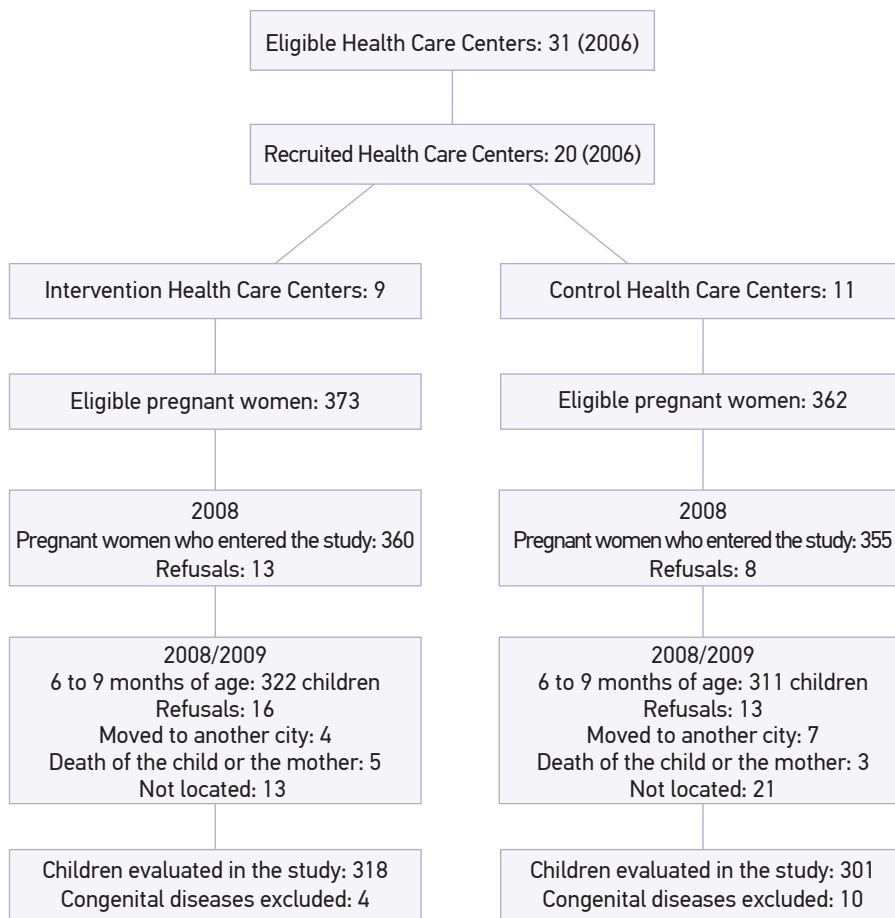 Eligible Health Care Centers: 31 (2006)
Recruited Health Care Centers: 20 (2006)
Intervention Health Care Centers: 9
Control Health Care Centers: 11
Eligible pregnant women: 373
Eligible pregnant women: 362
2008
Pregnant women who entered the study: 360
Refusals: 13
2008
Pregnant women who entered the study: 355
Refusals: 8
2008/2009
6 to 9 months of age: 322 children
Refusals: 16
Moved to another city: 4
Death of the child or the mother: 5
Not located: 13
2008/2009
6 to 9 months of age: 311 children
Refusals: 13
Moved to another city: 7
Death of the child or the mother: 3
Not located: 21
Children evaluated in the study: 318
Congenital diseases excluded: 4
Children evaluated in the study: 301
Congenital diseases excluded: 10